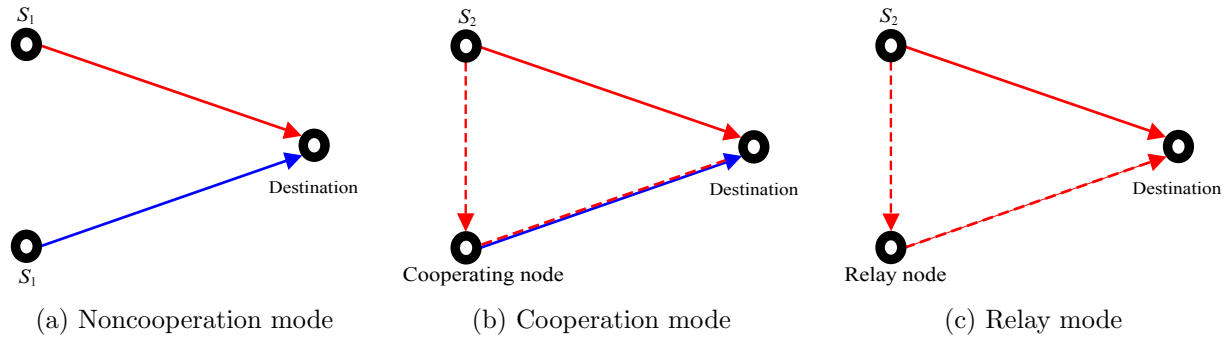 S₁
Destination
S₁
(a) Noncooperation mode
S₂
Destination
Cooperating node
(b) Cooperation mode
S₂
Destination
Relay node
(c) Relay mode